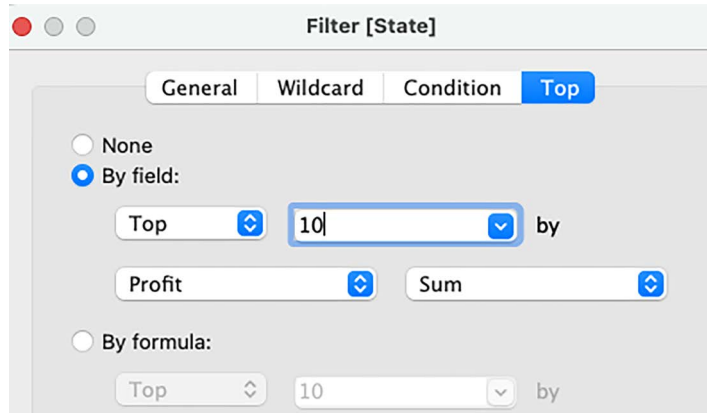 Filter [State]
General Wildcard Condition Top
None
By field:
Top 10 by
Profit Sum
By formula:
Top 10 by